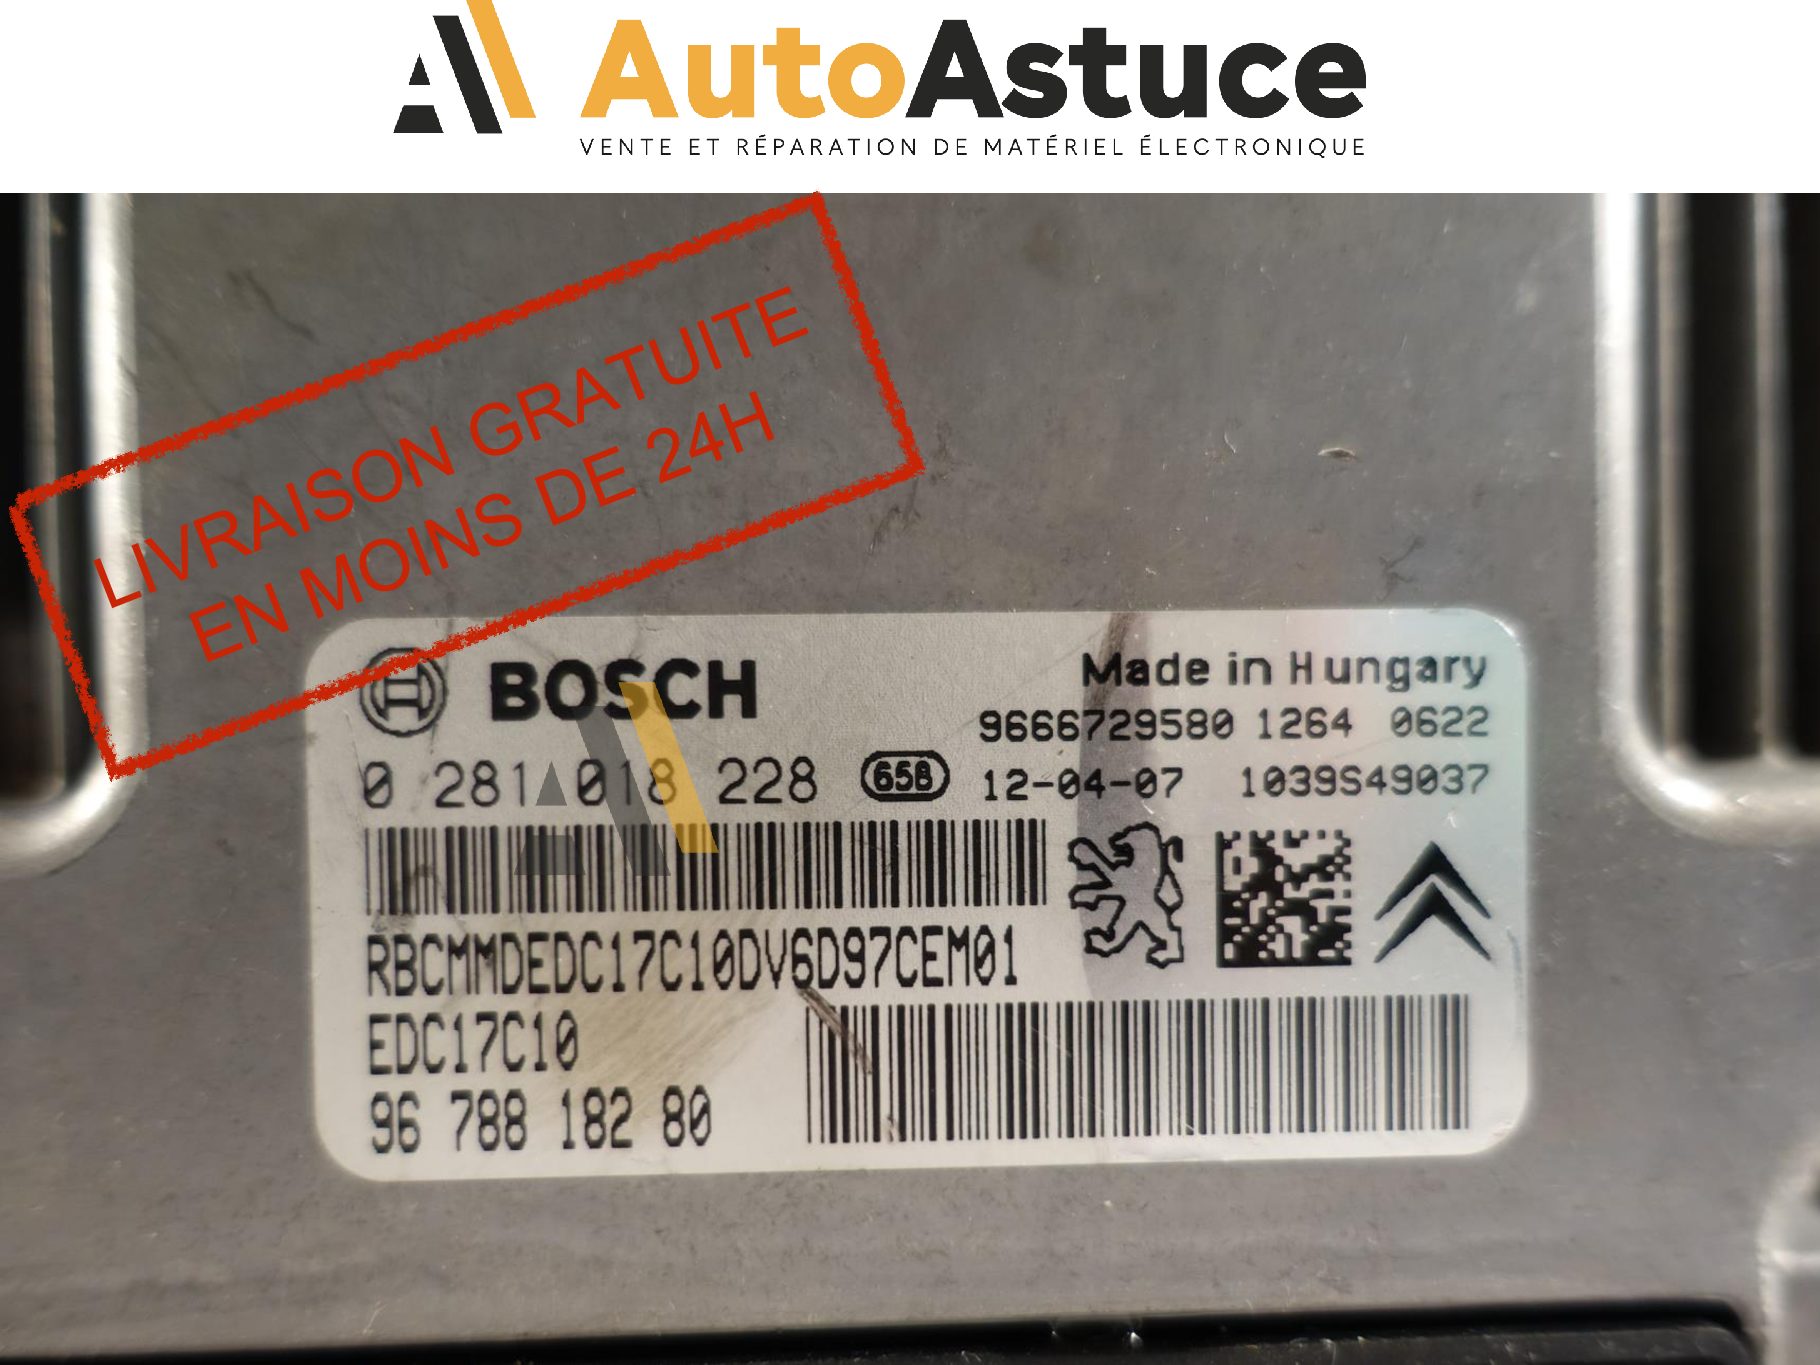 AutoAstuce
VENTE ET RÉPARATION DE MATÉRIEL ÉLECTRONIQUE
LIVRAISON GRATUITE
EN MOINS DE 24H
BOSCH
Made in Hungary
9666729580 1264 0622
0 281 018 228 658 12-04-07 1039S49037
RBCMMDEDC17C10DV6D97CEM01
EDC17C10
96 788 182 80